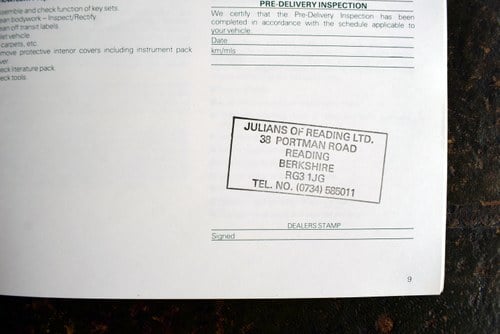 semble and check function of key sets.
ean bodywork – Inspect/Rectify.
ean off transit labels.
let vehicle
carpets, etc.
move protective interior covers including instrument pack
ver
eck literature pack.
eck tools.
PRE-DELIVERY INSPECTION
We certify that the Pre-Delivery Inspection has been
completed in accordance with the schedule applicable to
your vehicle
Date
km/mls
JULIANS OF READING LTD.
38 PORTMAN ROAD
READING
BERKSHIRE
RG3 1JG
TEL. NO. (0734) 585011
DEALERS STAMP
Signed
9